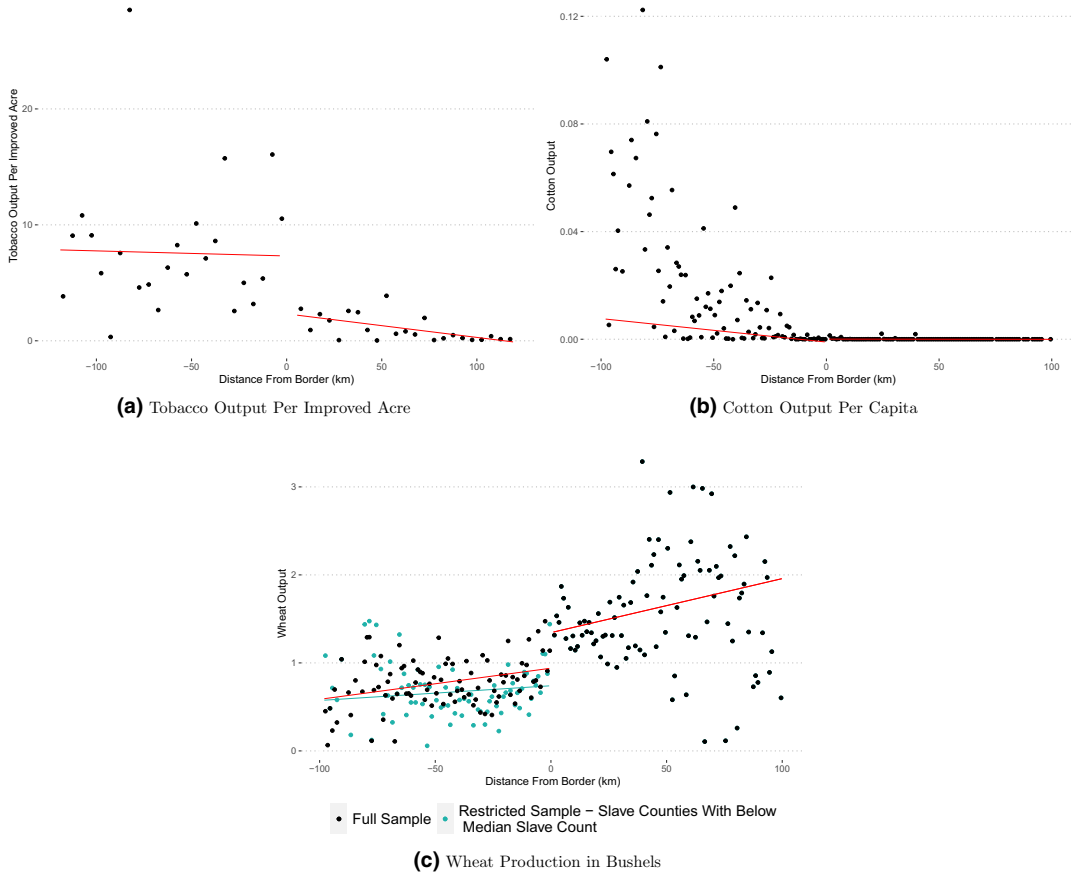 Tobacco Output Per Improved Acre
20
10
0
−100
−50
0
50
100
Distance From Border (km)
(a) Tobacco Output Per Improved Acre
Cotton Output
0.12
0.08
0.04
0.00
−100
−50
0
50
100
Distance From Border (km)
(b) Cotton Output Per Capita
Wheat Output
3
2
1
0
−100
−50
0
50
100
Distance From Border (km)
Full Sample
Restricted Sample − Slave Counties With Below
Median Slave Count
(c) Wheat Production in Bushels